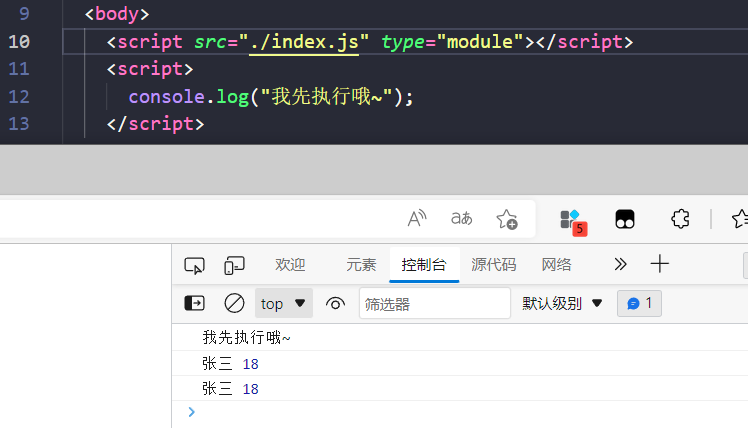 9 <body>
10 <script src="./index.js" type="module"></script>
11 <script>
12 console.log("我先执行哦~");
13 </script>
A aあ 5
欢迎 元素 控制台 源代码 网络
top 筛选器 默认级别 1
我先执行哦~
张三 18
张三 18